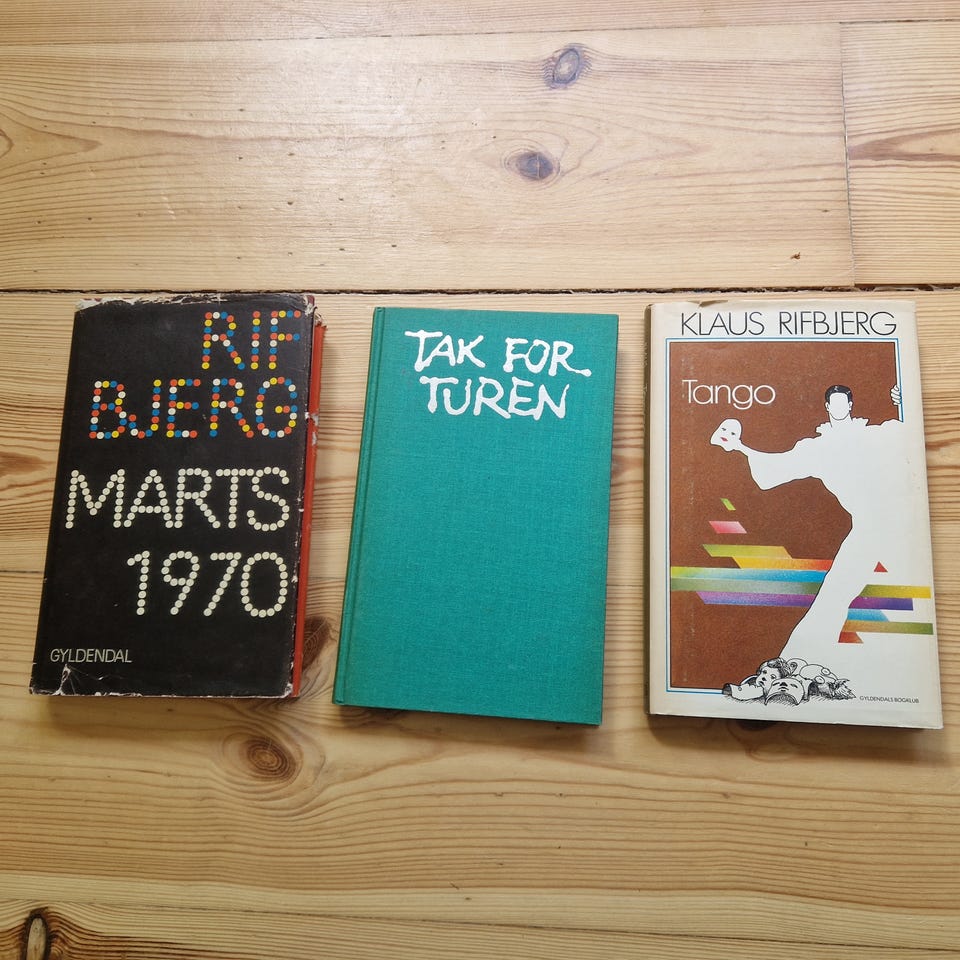 RIF
BJERG
MARTS
1970
GYLDENDAL
TAK FOR
TUREN
KLAUS RIFBJERG
Tango
GYLDENDALS BOGKLUB